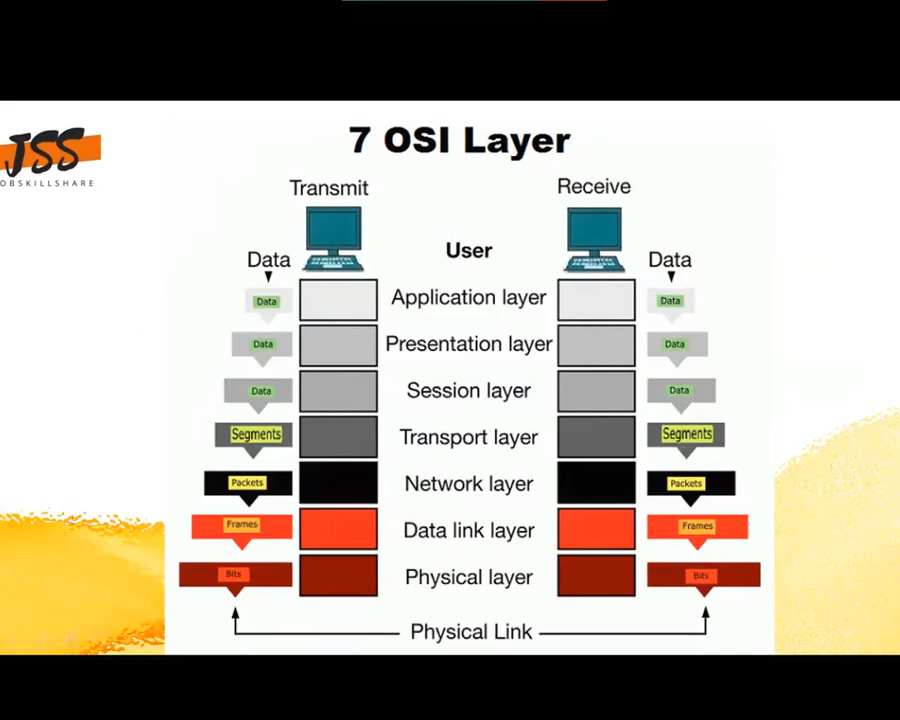 7 OSI Layer
JSS
OBSKILLSHARE
Transmit
Receive
User
Data
Data
Data Application layer Data
Data Presentation layer Data
Data Session layer Data
Segments Transport layer Segments
Packets Network layer Packets
Frames Data link layer Frames
Bits Physical layer Bits
Physical Link